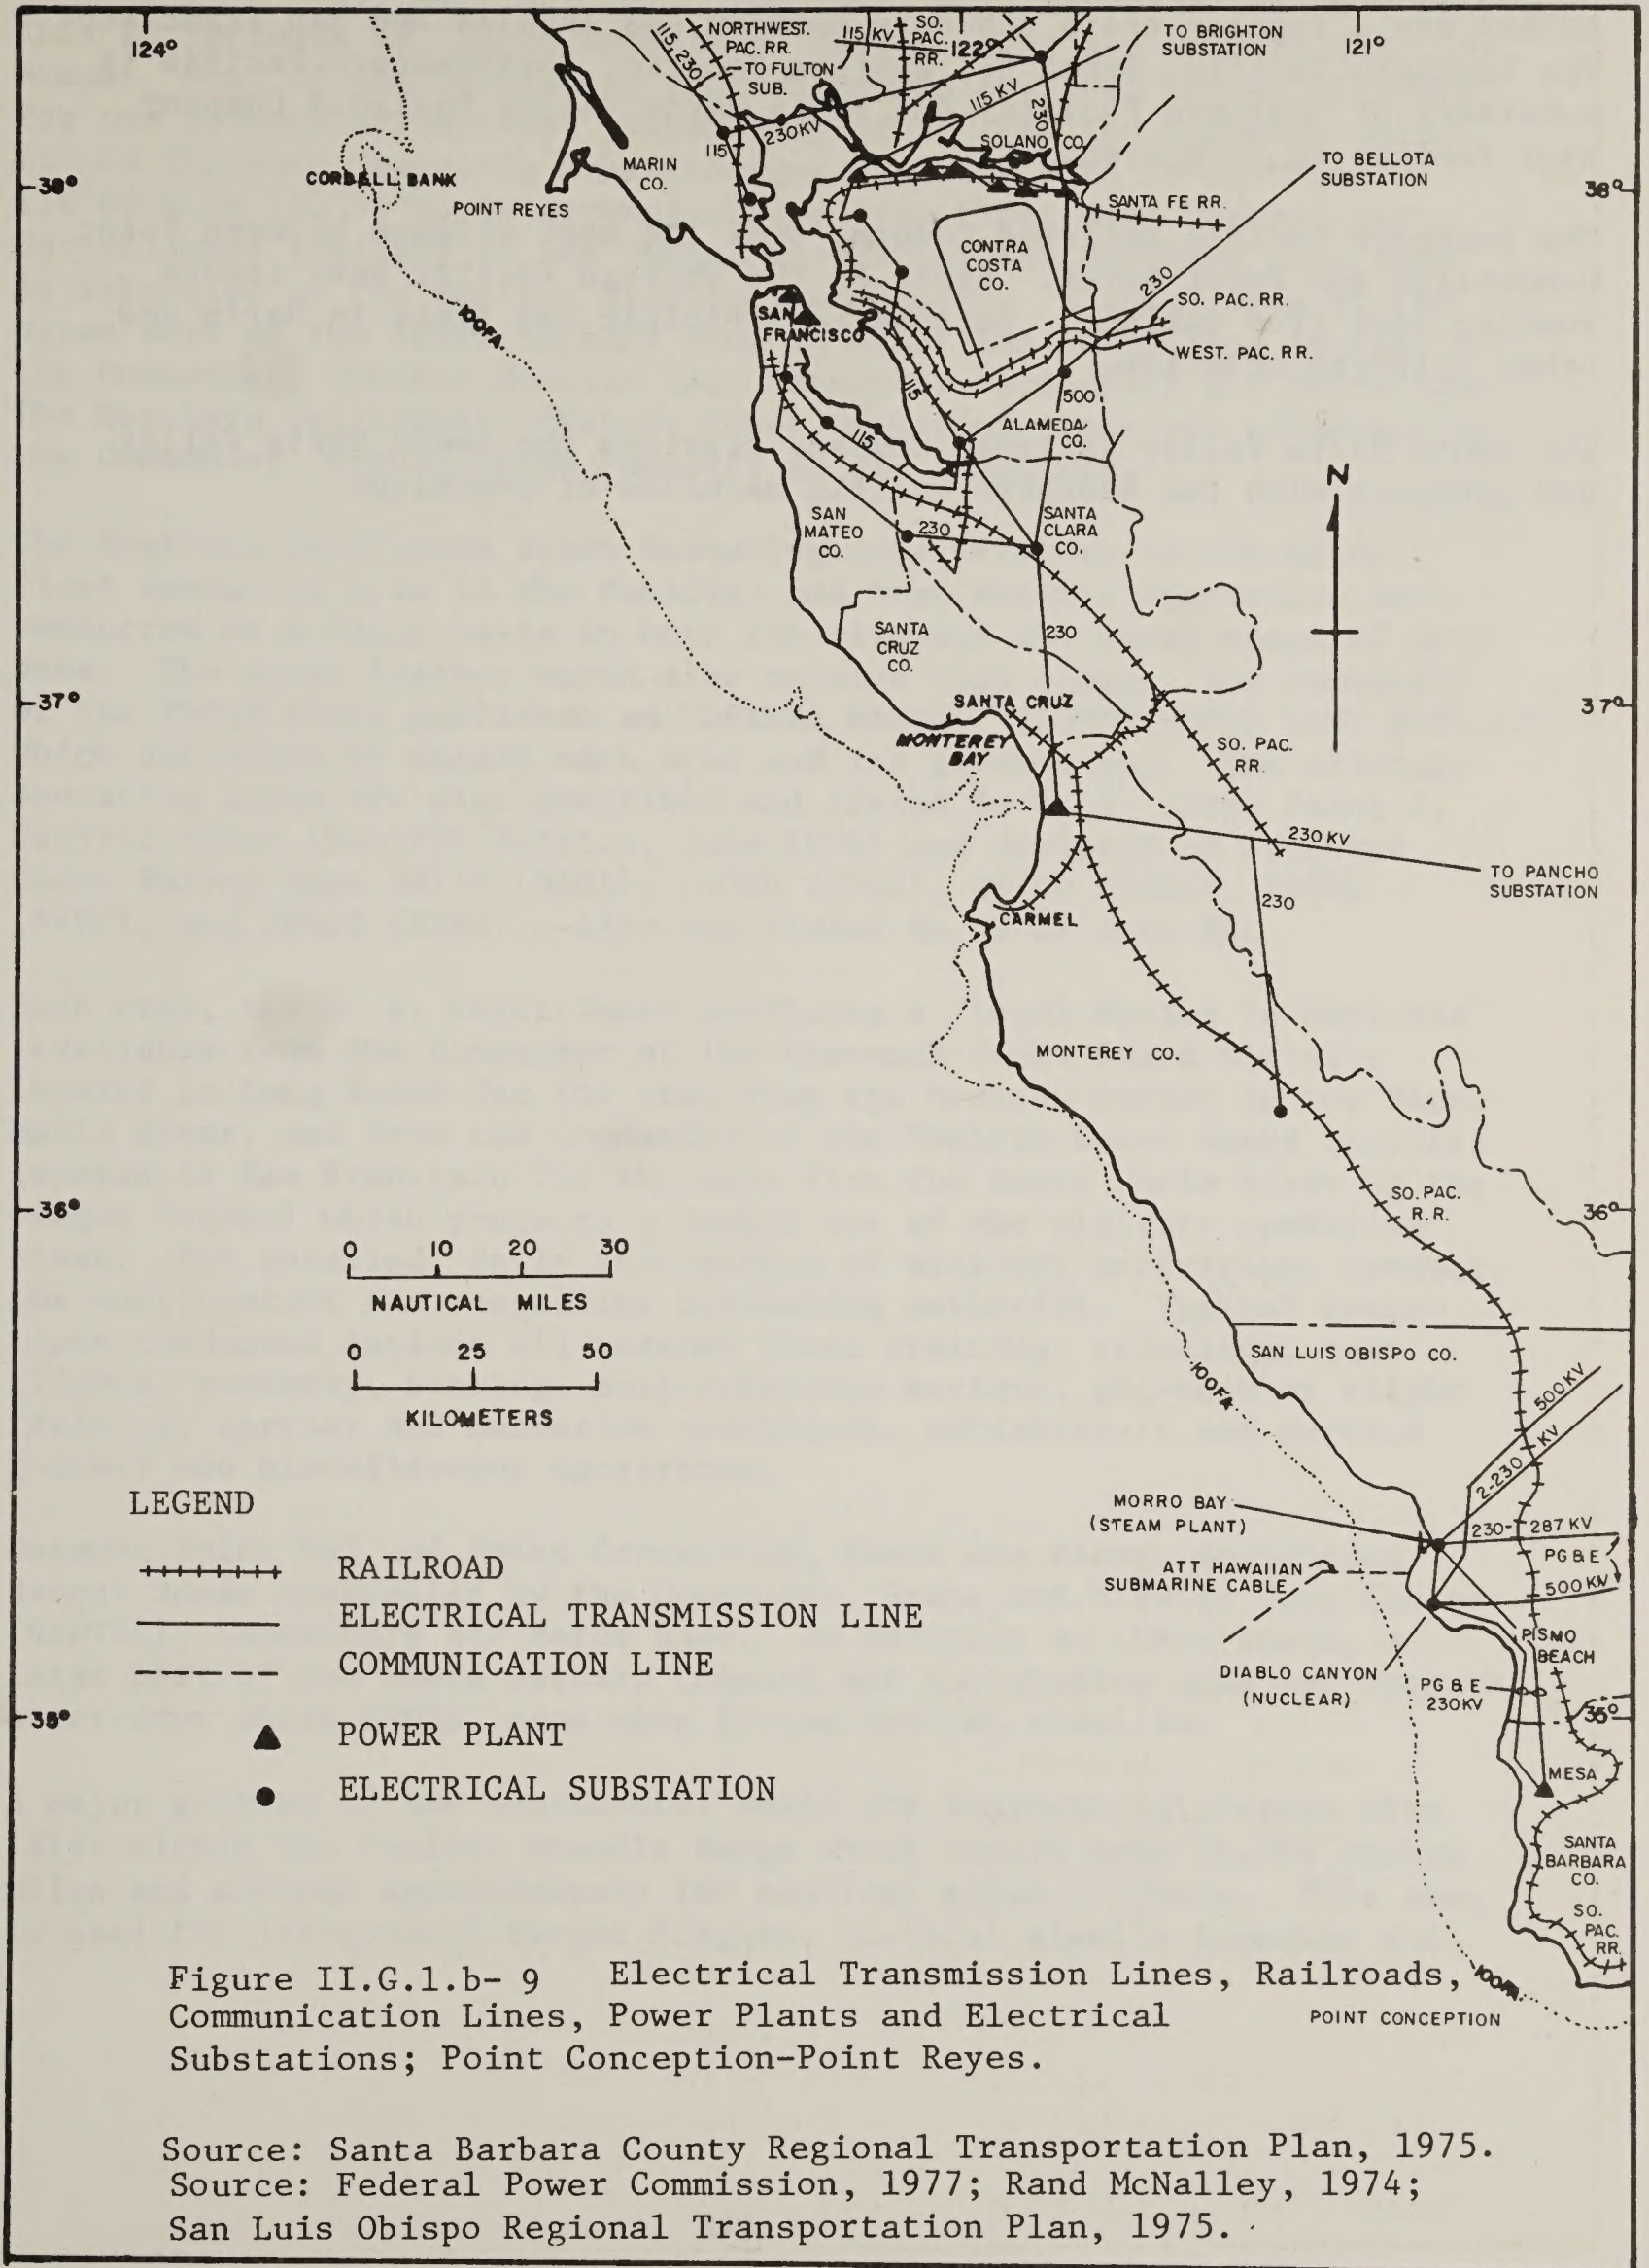 124°
122°
121°
NORTHWEST.
PAC. RR.
TO FULTON
SUB.
115, 230
115 KV
SO.
PAC.
RR.
TO BRIGHTON
SUBSTATION
115 KV
230
230 KV
115
SOLANO CO.
MARIN
CO.
CORDELL BANK
POINT REYES
38°
38°
TO BELLOTA
SUBSTATION
SANTA FE RR.
CONTRA
COSTA
CO.
230
SO. PAC. RR.
WEST. PAC. RR.
100FA.
SAN
FRANCISCO
115
500
ALAMEDA
CO.
115
N
SAN
MATEO
CO.
230
SANTA
CLARA
CO.
SANTA
CRUZ
CO.
230
37°
37°
SANTA CRUZ
MONTEREY
BAY
SO. PAC.
RR.
230 KV
TO PANCHO
SUBSTATION
230
CARMEL
MONTEREY CO.
SO. PAC.
R.R.
36°
36°
0 10 20 30
NAUTICAL MILES
0 25 50
KILOMETERS
SAN LUIS OBISPO CO.
100FA.
500 KV
2-230 KV
MORRO BAY
(STEAM PLANT)
230-287 KV
PG & E
500 KV
ATT HAWAIIAN
SUBMARINE CABLE
PISMO
BEACH
DIABLO CANYON
(NUCLEAR)
PG & E
230KV
35°
35°
MESA
SANTA
BARBARA
CO.
SO.
PAC.
RR.
LEGEND
RAILROAD
ELECTRICAL TRANSMISSION LINE
COMMUNICATION LINE
POWER PLANT
ELECTRICAL SUBSTATION
100FA.
POINT CONCEPTION
Figure II.G.1.b- 9 Electrical Transmission Lines, Railroads,
Communication Lines, Power Plants and Electrical
Substations; Point Conception-Point Reyes.
Source: Santa Barbara County Regional Transportation Plan, 1975.
Source: Federal Power Commission, 1977; Rand McNalley, 1974;
San Luis Obispo Regional Transportation Plan, 1975.